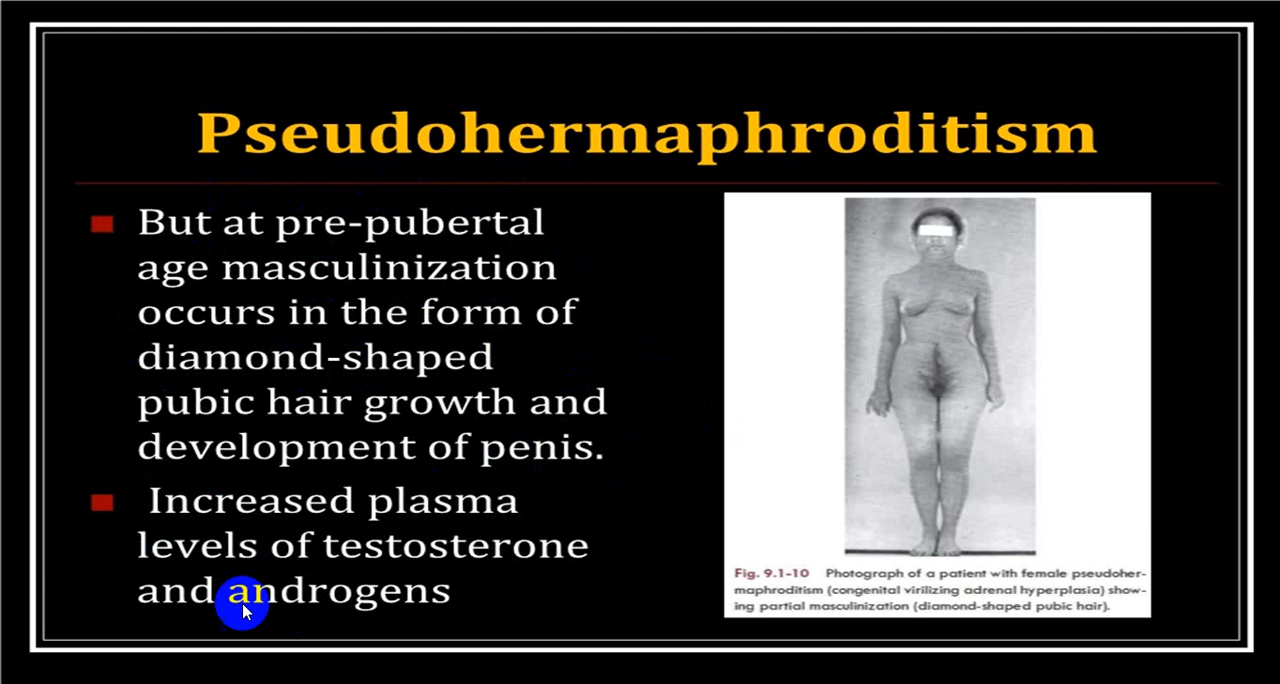 Pseudohermaphroditism
But at pre-pubertal
age masculinization
occurs in the form of
diamond-shaped
pubic hair growth and
development of penis.
Increased plasma
levels of testosterone
and androgens
Fig. 9.1-10 Photograph of a patient with female pseudoher-
maphroditism (congenital virilizing adrenal hyperplasia) show-
ing partial masculinization (diamond-shaped pubic hair).